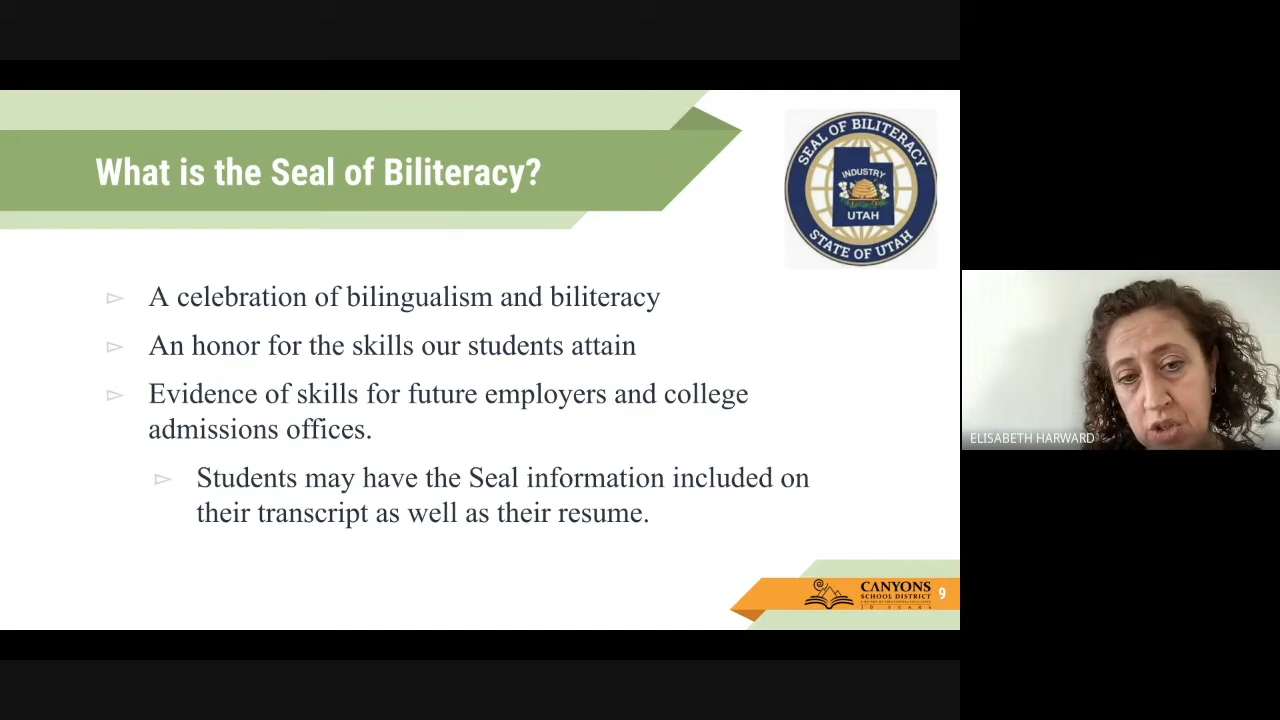 What is the Seal of Biliteracy?
SEAL OF BILITERACY
INDUSTRY
UTAH
STATE OF UTAH
▻ A celebration of bilingualism and biliteracy
▻ An honor for the skills our students attain
▻ Evidence of skills for future employers and college
admissions offices.
▻ Students may have the Seal information included on
their transcript as well as their resume.
ELISABETH HARWARD
CANYONS
SCHOOL DISTRICT
9